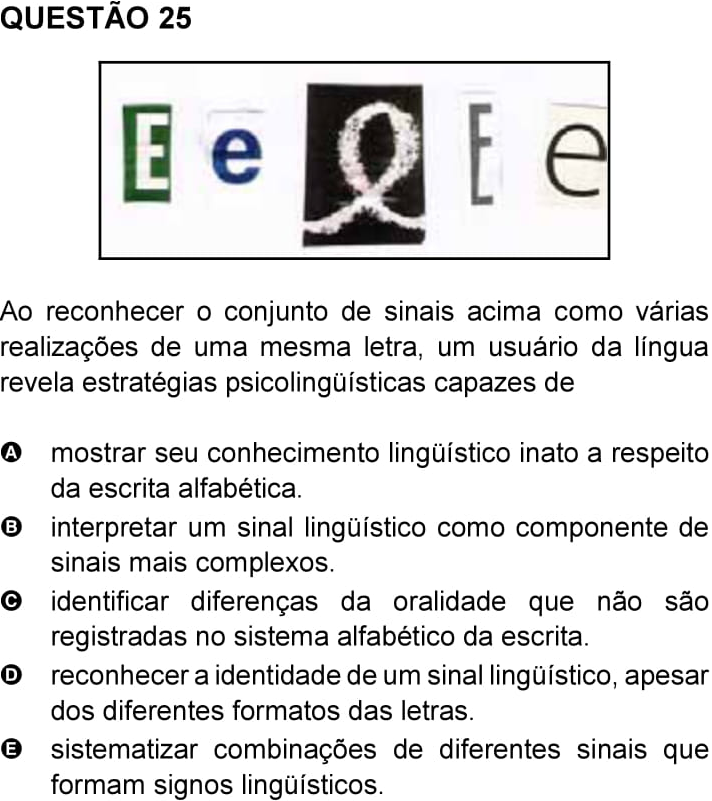 QUESTÃO 25
E e e E e
Ao reconhecer o conjunto de sinais acima como várias
realizações de uma mesma letra, um usuário da língua
revela estratégias psicolingüísticas capazes de
A mostrar seu conhecimento lingüístico inato a respeito
da escrita alfabética.
B interpretar um sinal lingüístico como componente de
sinais mais complexos.
C identificar diferenças da oralidade que não são
registradas no sistema alfabético da escrita.
D reconhecer a identidade de um sinal lingüístico, apesar
dos diferentes formatos das letras.
E sistematizar combinações de diferentes sinais que
formam signos lingüísticos.